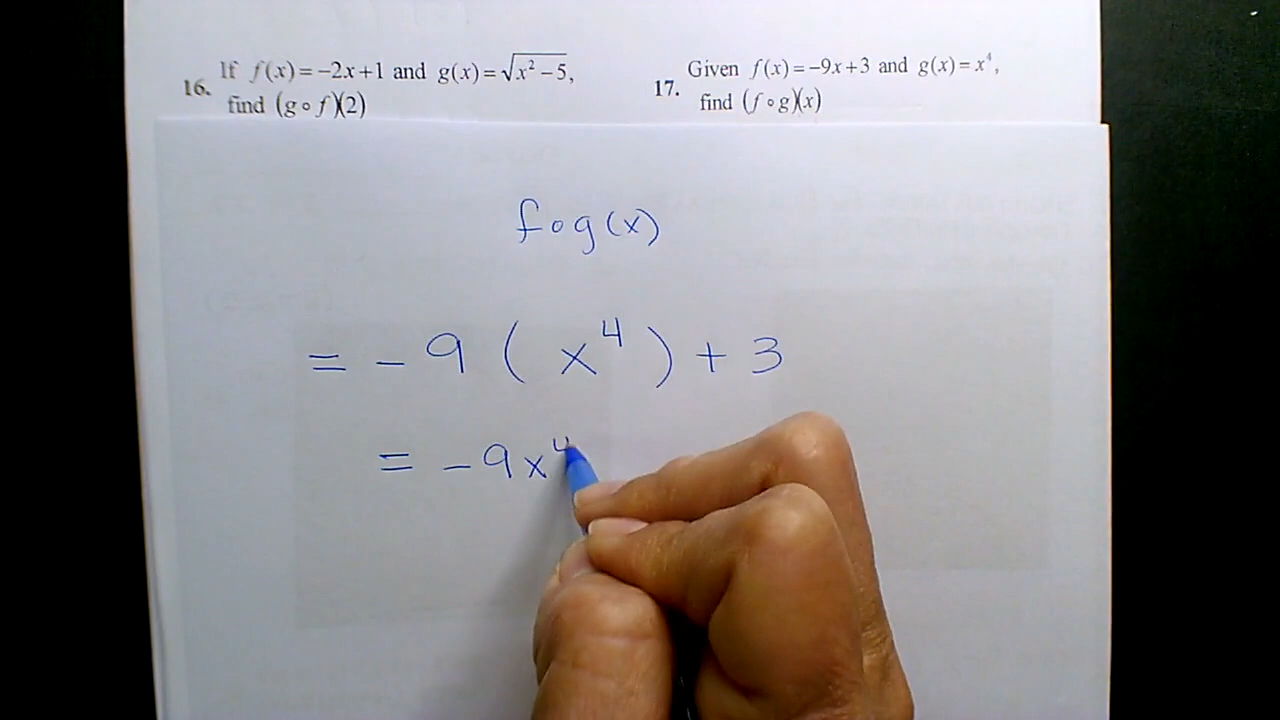 16. If f(x)=−2x+1 and g(x)=√(x²−5),
find (g∘f)(2)
17. Given f(x)=−9x+3 and g(x)=x⁴,
find (f∘g)(x)
fog(x)
= −9 (x⁴) + 3
= −9x⁴